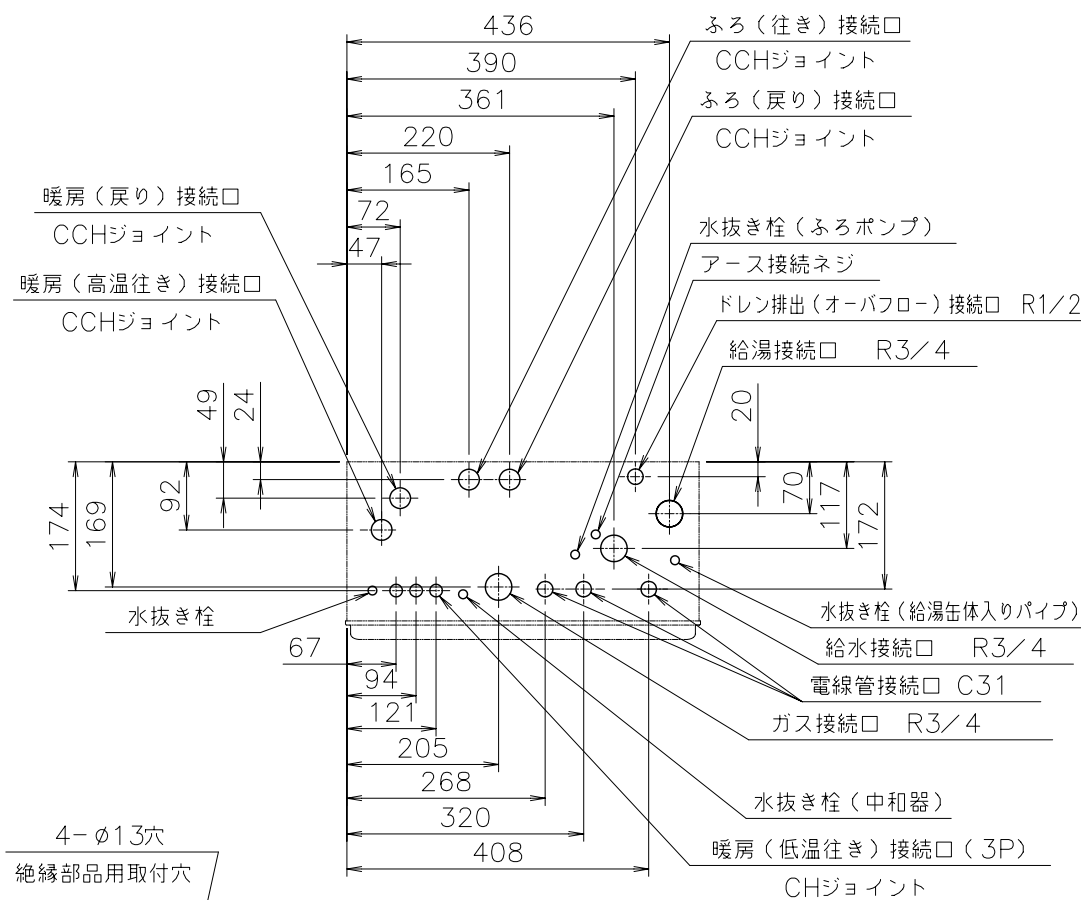 436
390
361
220
165
72
47
ふろ（往き）接続口
CCHジョイント
ふろ（戻り）接続口
CCHジョイント
暖房（戻り）接続口
CCHジョイント
暖房（高温往き）接続口
CCHジョイント
水抜き栓（ふろポンプ）
アース接続ネジ
ドレン排出（オーバフロー）接続口 R1/2
給湯接続口 R3/4
49
24
20
174
169
92
70
117
172
水抜き栓
水抜き栓（給湯缶体入りパイプ）
給水接続口 R3/4
電線管接続口 C31
ガス接続口 R3/4
67
94
121
205
268
320
408
水抜き栓（中和器）
暖房（低温往き）接続口（3P）
CHジョイント
4-φ13穴
絶縁部品用取付穴